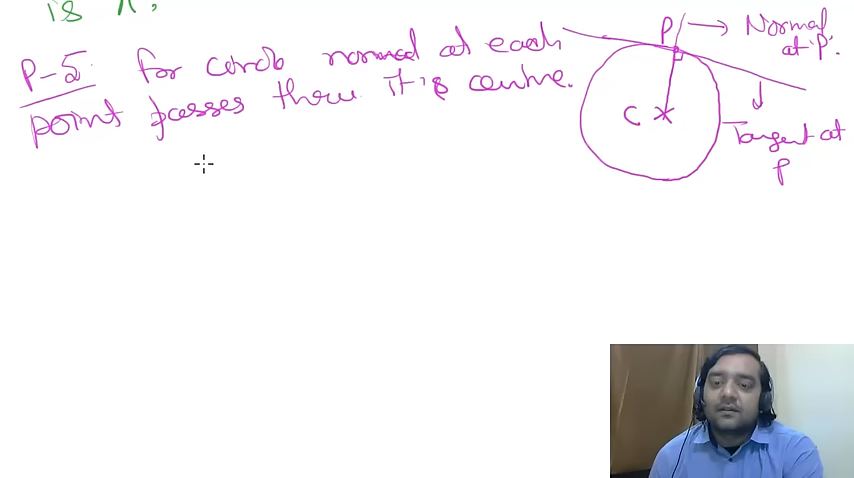 is π.
P-5 for circle normal at each
point passes thru it's centre.
P → Normal
at 'P'.
C
Tangent at
P